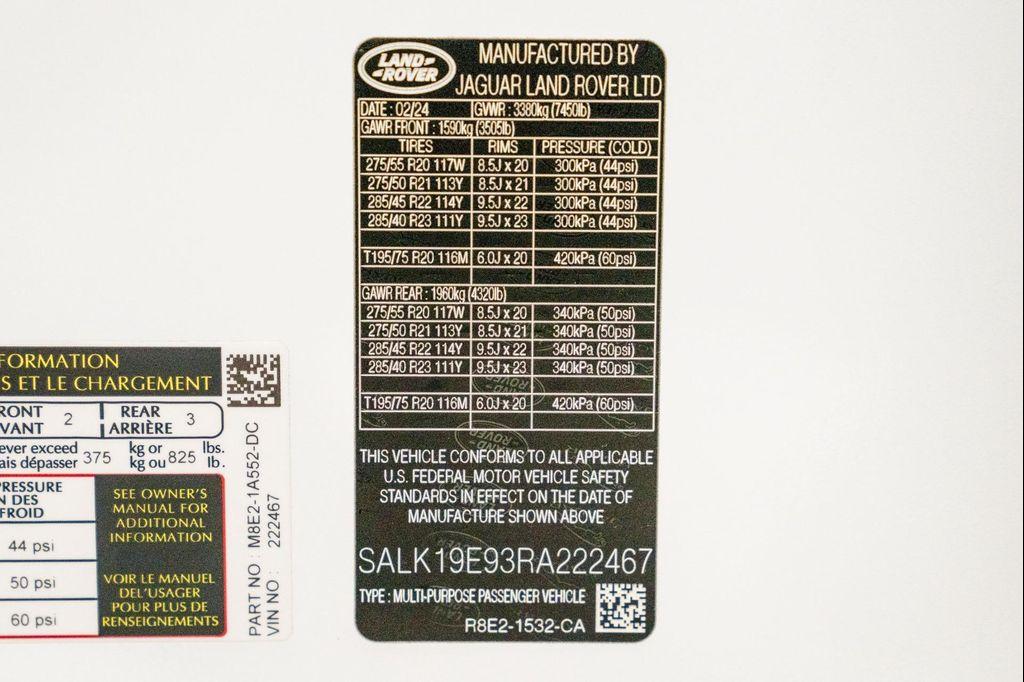 LAND-
-ROVER
MANUFACTURED BY
JAGUAR LAND ROVER LTD
DATE : 02/24 GVWR : 3380kg (7450lb)
GAWR FRONT : 1590kg (3505lb)
TIRES RIMS PRESSURE (COLD)
275/55 R20 117W 8.5J x 20 300kPa (44psi)
275/50 R21 113Y 8.5J x 21 300kPa (44psi)
285/45 R22 114Y 9.5J x 22 300kPa (44psi)
285/40 R23 111Y 9.5J x 23 300kPa (44psi)
T195/75 R20 116M 6.0J x 20 420kPa (60psi)
GAWR REAR : 1960kg (4320lb)
275/55 R20 117W 8.5J x 20 340kPa (50psi)
275/50 R21 113Y 8.5J x 21 340kPa (50psi)
285/45 R22 114Y 9.5J x 22 340kPa (50psi)
285/40 R23 111Y 9.5J x 23 340kPa (50psi)
T195/75 R20 116M 6.0J x 20 420kPa (60psi)
THIS VEHICLE CONFORMS TO ALL APPLICABLE
U.S. FEDERAL MOTOR VEHICLE SAFETY
STANDARDS IN EFFECT ON THE DATE OF
MANUFACTURE SHOWN ABOVE
SALK19E93RA222467
TYPE : MULTI-PURPOSE PASSENGER VEHICLE
R8E2-1532-CA
FORMATION
S ET LE CHARGEMENT
RONT 2 REAR 3
VANT ARRIÈRE
ever exceed 375 kg or 825 lbs.
ais dépasser kg ou lb.
PRESSURE
N DES
FROID
44 psi
50 psi
60 psi
SEE OWNER'S
MANUAL FOR
ADDITIONAL
INFORMATION
VOIR LE MANUEL
DEL'USAGER
POUR PLUS DE
RENSEIGNEMENTS
PART NO : M8E2-1A552-DC
VIN NO : 222467